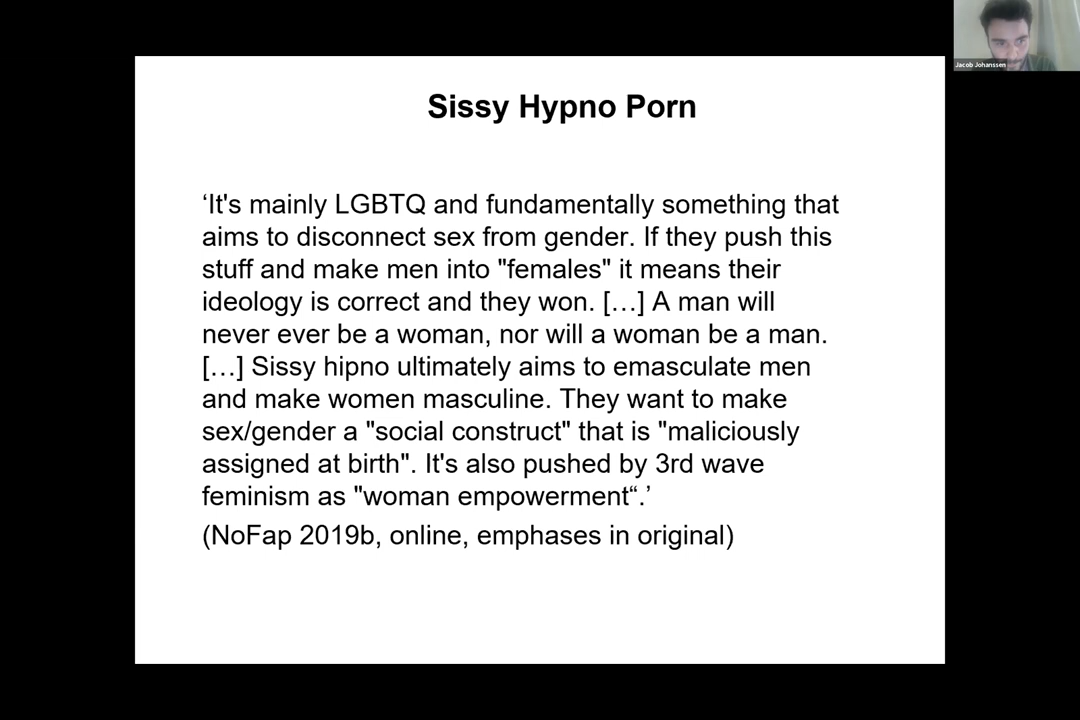 Jacob Johanssen
Sissy Hypno Porn
‘It's mainly LGBTQ and fundamentally something that
aims to disconnect sex from gender. If they push this
stuff and make men into "females" it means their
ideology is correct and they won. […] A man will
never ever be a woman, nor will a woman be a man.
[…] Sissy hipno ultimately aims to emasculate men
and make women masculine. They want to make
sex/gender a "social construct" that is "maliciously
assigned at birth". It's also pushed by 3rd wave
feminism as "woman empowerment“.’
(NoFap 2019b, online, emphases in original)